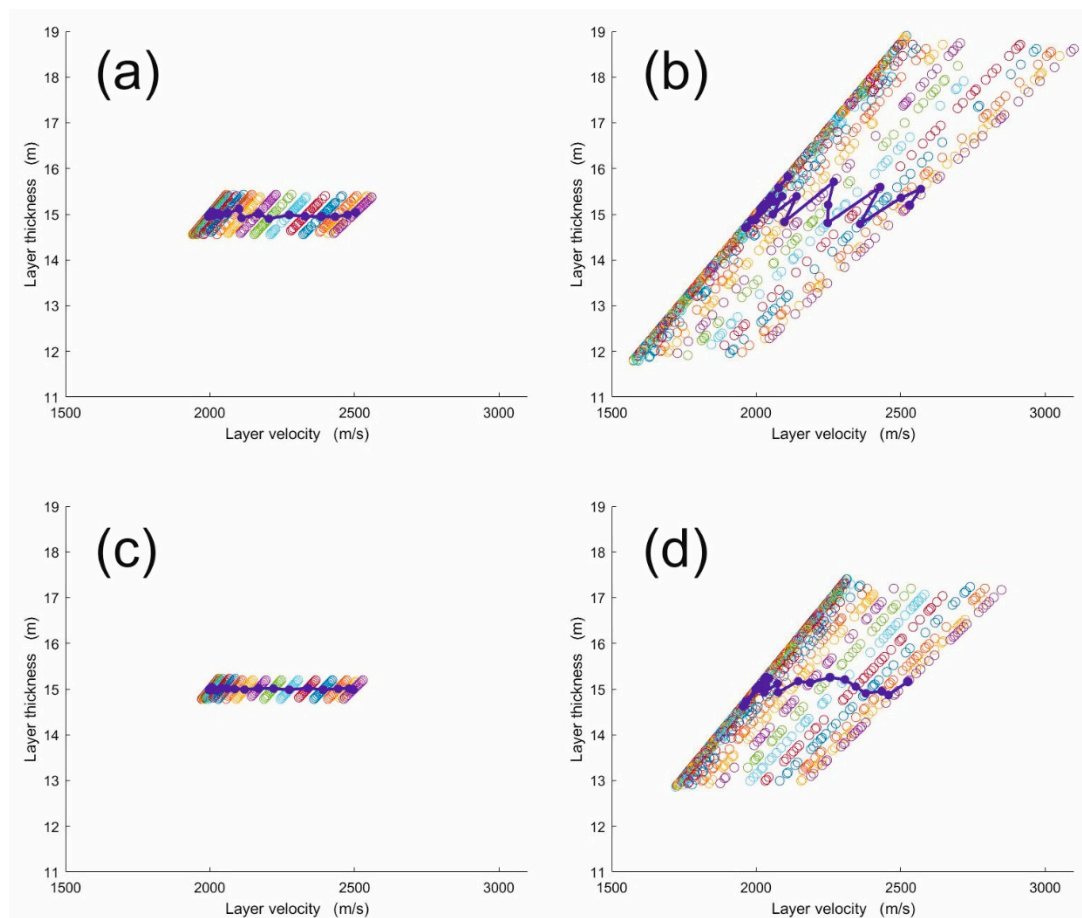 (a)
19
18
17
16
15
14
13
12
11
Layer thickness (m)
1500 2000 2500 3000
Layer velocity (m/s)
(b)
19
18
17
16
15
14
13
12
11
Layer thickness (m)
1500 2000 2500 3000
Layer velocity (m/s)
(c)
19
18
17
16
15
14
13
12
11
Layer thickness (m)
1500 2000 2500 3000
Layer velocity (m/s)
(d)
19
18
17
16
15
14
13
12
11
Layer thickness (m)
1500 2000 2500 3000
Layer velocity (m/s)